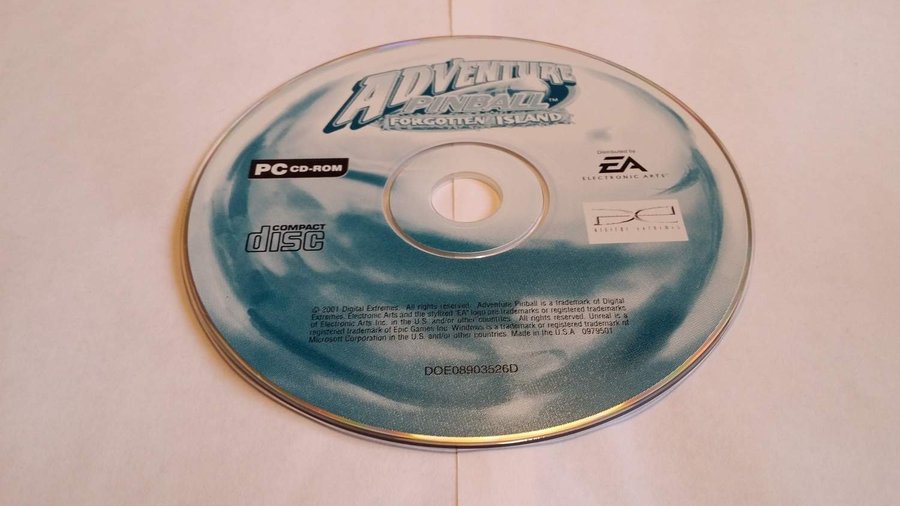 ADVENTURE
PINBALL™
FORGOTTEN ISLAND
PC CD-ROM
Distributed by
EA
ELECTRONIC ARTS™
COMPACT
disc
DIGITAL EXTREMES
© 2001 Digital Extremes. All rights reserved. Adventure Pinball is a trademark of Digital
Extremes. Electronic Arts and the stylized 'EA' logo are trademarks or registered trademarks
of Electronic Arts Inc. in the U.S. and/or other countries. All rights reserved. Unreal is a
registered trademark of Epic Games Inc. Windows is a trademark or registered trademark of
Microsoft Corporation in the U.S. and/or other countries. Made in the U.S.A. 0979501
DOE08903526D